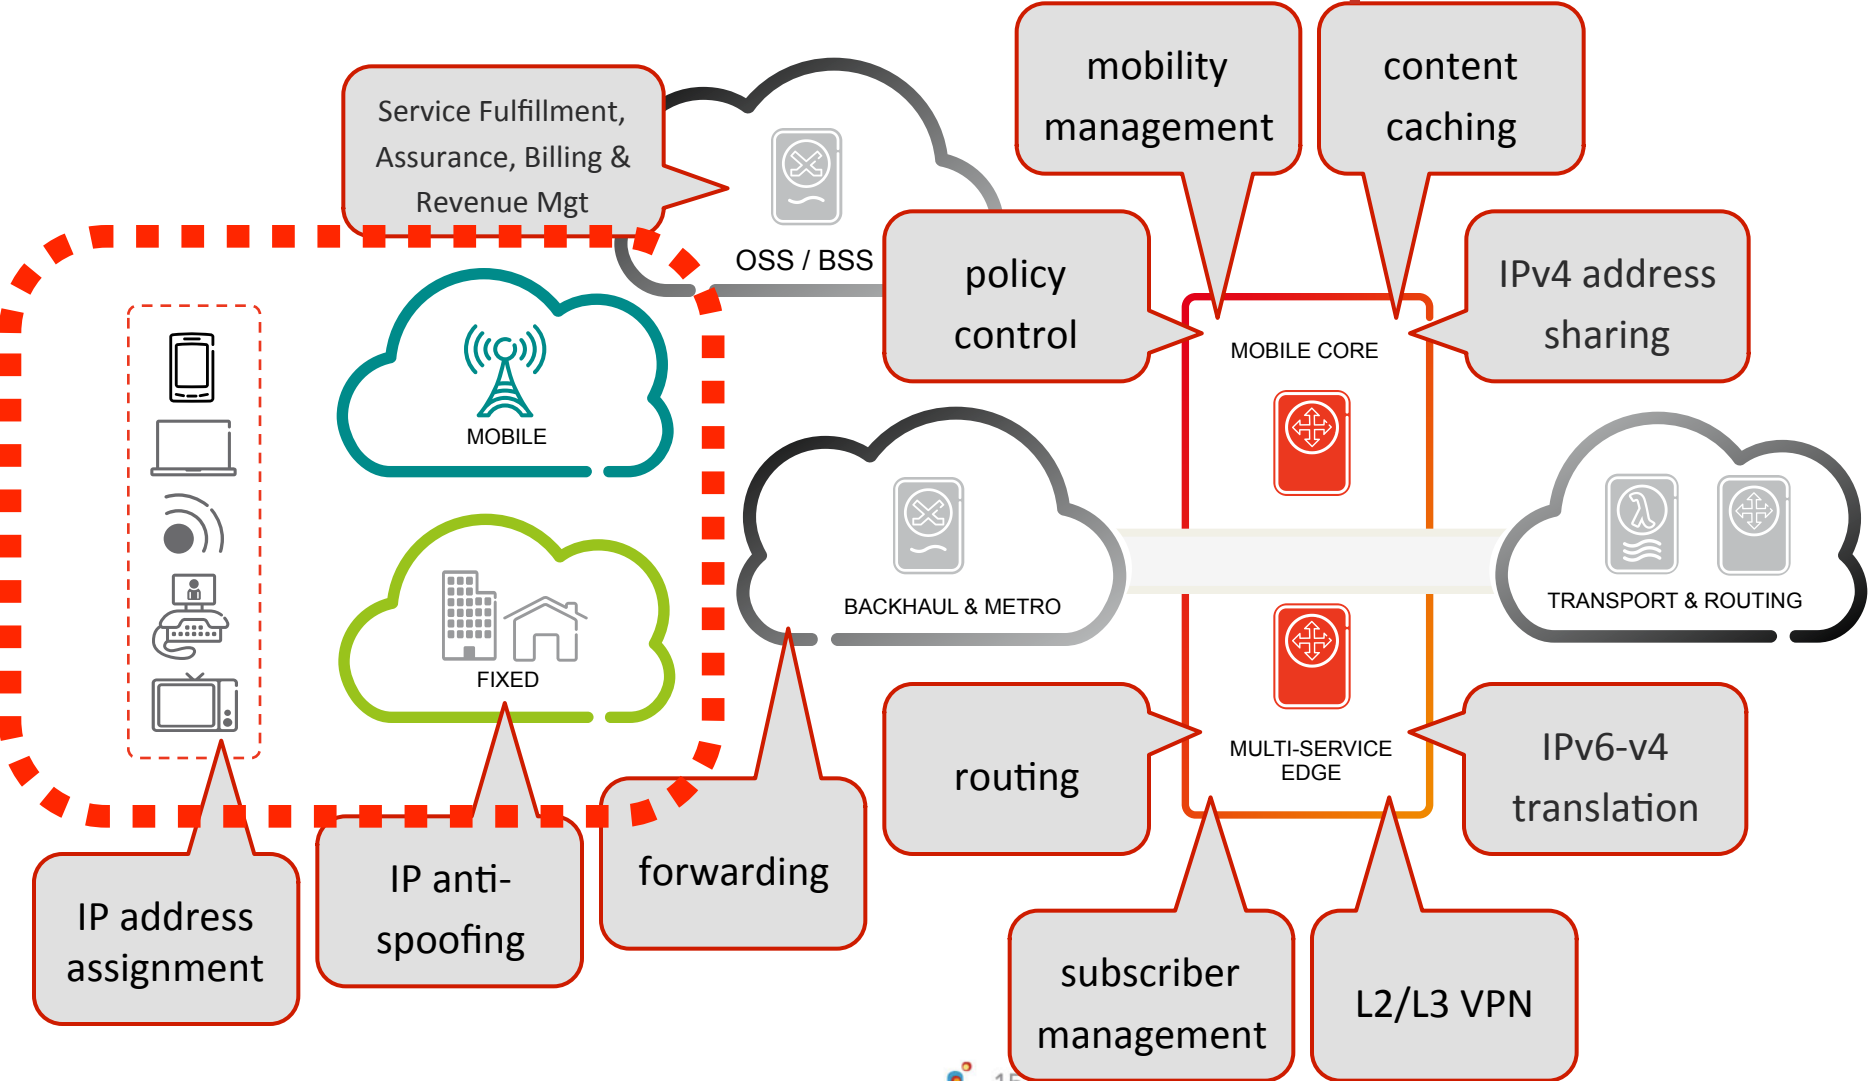 mobility
management
content
caching
Service Fulfillment,
Assurance, Billing &
Revenue Mgt
OSS / BSS
policy
control
IPv4 address
sharing
MOBILE CORE
MOBILE
BACKHAUL & METRO
TRANSPORT & ROUTING
FIXED
routing
MULTI-SERVICE
EDGE
IPv6-v4
translation
forwarding
IP anti-
spoofing
IP address
assignment
subscriber
management
L2/L3 VPN